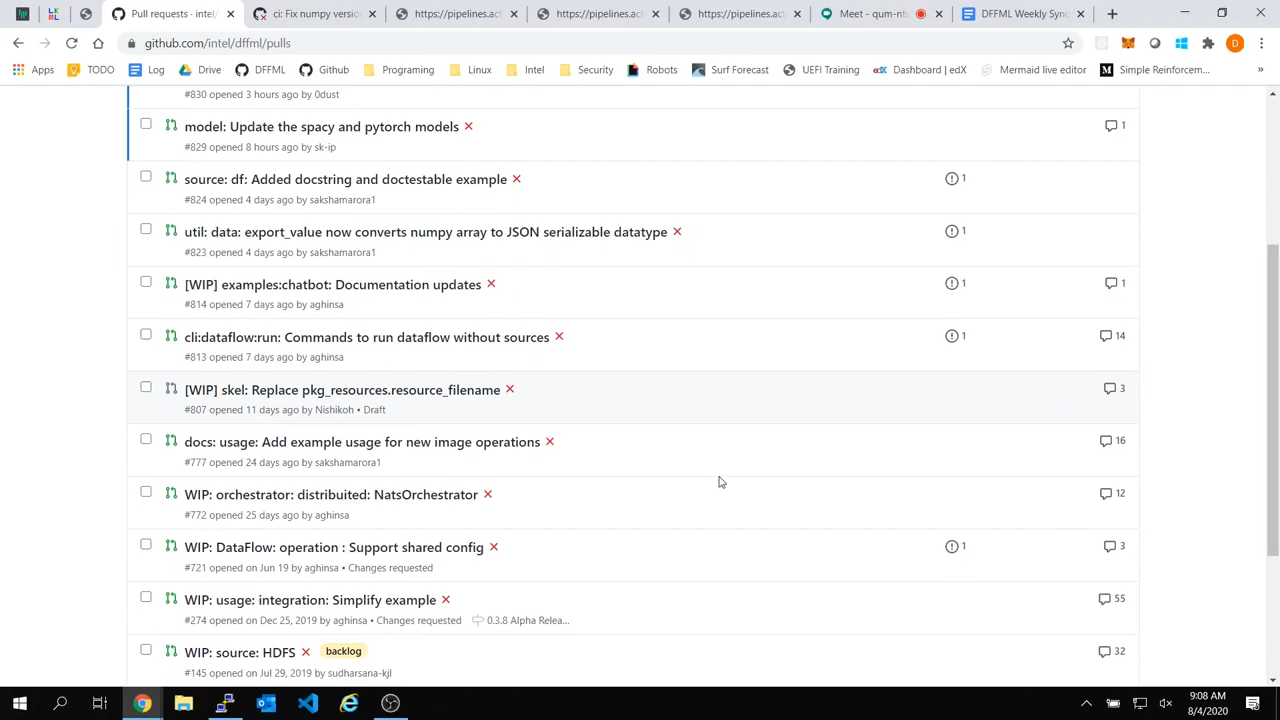 Pull requests · intel/
ci: Fix numpy version
https://pipelines.act
https://pipelines.act
https://pipelines.act
Meet - qum-nt
DFFML Weekly Sync
github.com/intel/dffml/pulls
D
Apps
TODO
Log
Drive
DFFML
Github
Programing
Linux
Intel
Security
Robots
Surf Forecast
UEFI Training
Dashboard | edX
Mermaid live editor
Simple Reinforcem...
»
#830 opened 3 hours ago by 0dust
model: Update the spacy and pytorch models
1
#829 opened 8 hours ago by sk-ip
source: df: Added docstring and doctestable example
1
#824 opened 4 days ago by sakshamarora1
util: data: export_value now converts numpy array to JSON serializable datatype
1
#823 opened 4 days ago by sakshamarora1
[WIP] examples:chatbot: Documentation updates
1
1
#814 opened 7 days ago by aghinsa
cli:dataflow:run: Commands to run dataflow without sources
1
14
#813 opened 7 days ago by aghinsa
[WIP] skel: Replace pkg_resources.resource_filename
3
#807 opened 11 days ago by Nishikoh • Draft
docs: usage: Add example usage for new image operations
16
#777 opened 24 days ago by sakshamarora1
WIP: orchestrator: distribuited: NatsOrchestrator
12
#772 opened 25 days ago by aghinsa
WIP: DataFlow: operation : Support shared config
1
3
#721 opened on Jun 19 by aghinsa • Changes requested
WIP: usage: integration: Simplify example
55
#274 opened on Dec 25, 2019 by aghinsa • Changes requested 0.3.8 Alpha Relea...
WIP: source: HDFS backlog
32
#145 opened on Jul 29, 2019 by sudharsana-kjl
9:08 AM
8/4/2020